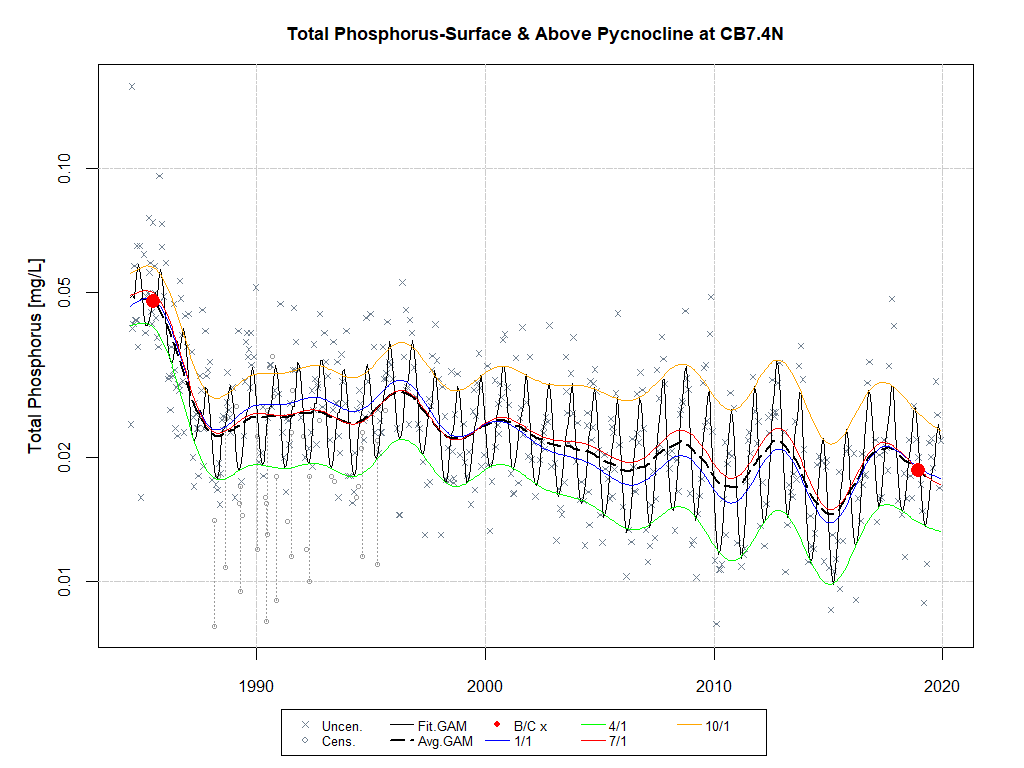 Total Phosphorus-Surface & Above Pycnocline at CB7.4N
Total Phosphorus [mg/L]
0.10
0.05
0.02
0.01
1990 2000 2010 2020
Uncen. Fit.GAM B/C x 4/1 10/1
Cens. Avg.GAM 1/1 7/1